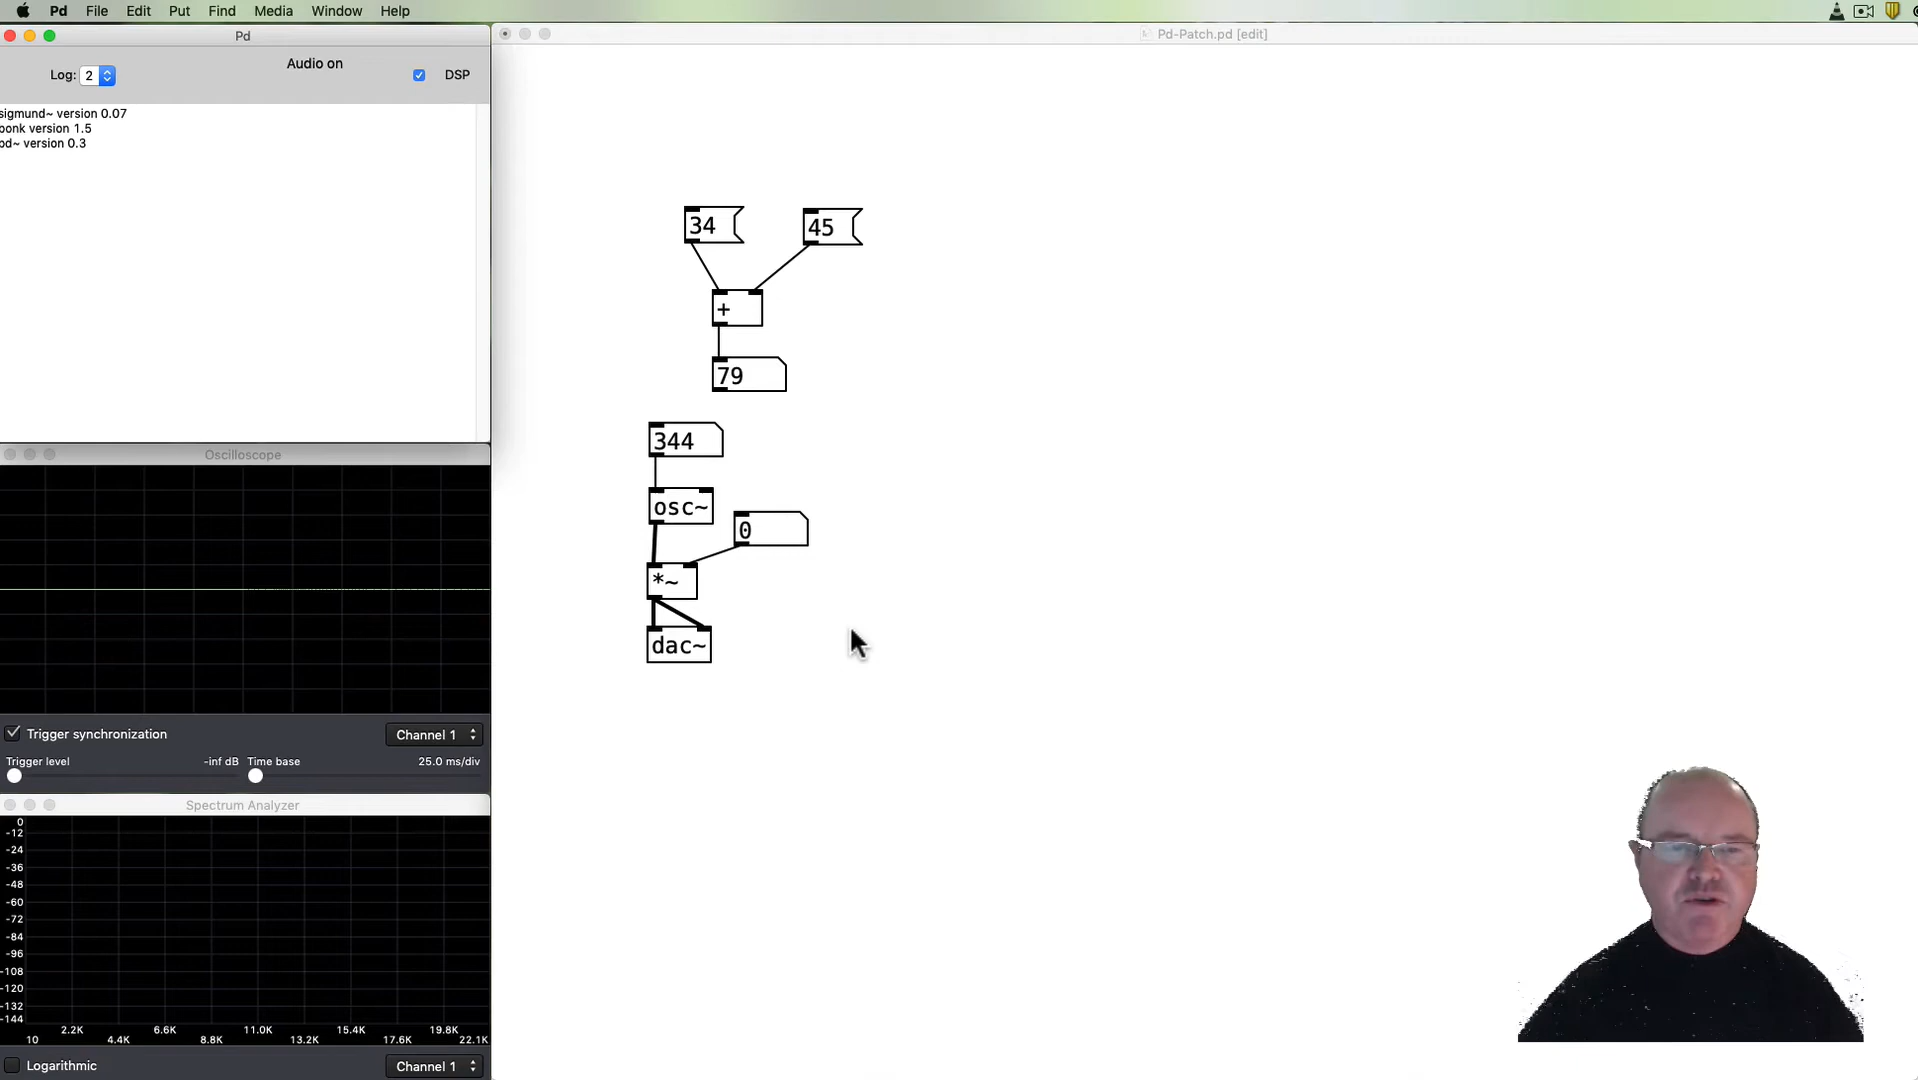 Pd File Edit Put Find Media Window Help
Pd
Pd-Patch.pd [edit]
Audio on
Log: 2
DSP
sigmund~ version 0.07
bonk version 1.5
pd~ version 0.3
34
45
+
79
344
osc~
0
*~
dac~
Oscilloscope
Trigger synchronization
Channel 1
Trigger level
-inf dB
Time base
25.0 ms/div
Spectrum Analyzer
0
-12
-24
-36
-48
-60
-72
-84
-96
-108
-120
-132
-144
2.2K 6.6K 11.0K 15.4K 19.8K
10 4.4K 8.8K 13.2K 17.6K 22.1K
Logarithmic
Channel 1